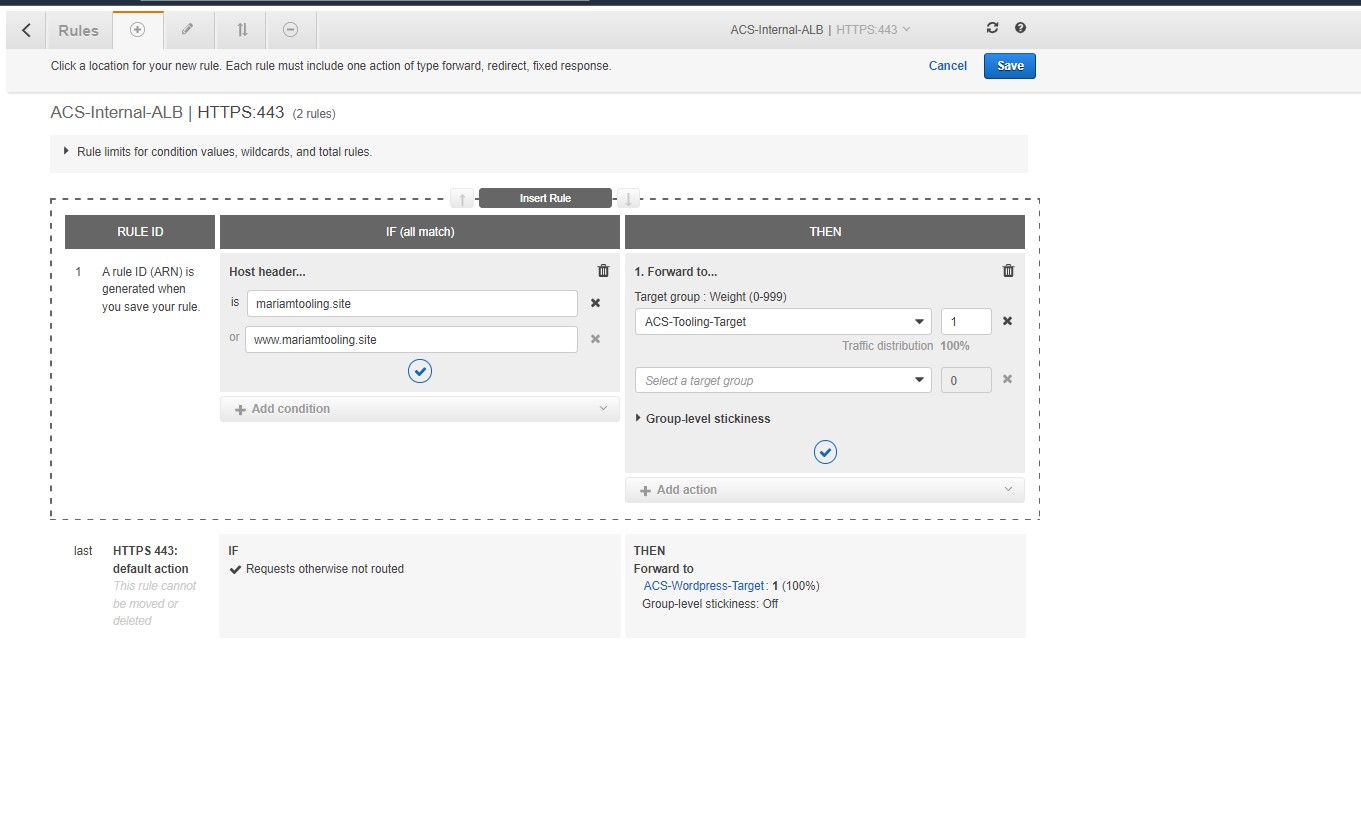 Rules
ACS-Internal-ALB | HTTPS:443
Click a location for your new rule. Each rule must include one action of type forward, redirect, fixed response.
Cancel
Save
ACS-Internal-ALB | HTTPS:443 (2 rules)
Rule limits for condition values, wildcards, and total rules.
Insert Rule
RULE ID
IF (all match)
THEN
1
A rule ID (ARN) is
generated when
you save your rule.
Host header...
is
mariamtooling.site
or
www.mariamtooling.site
Add condition
1. Forward to...
Target group : Weight (0-999)
ACS-Tooling-Target
1
Traffic distribution 100%
Select a target group
0
Group-level stickiness
Add action
last
HTTPS 443:
default action
This rule cannot
be moved or
deleted
IF
Requests otherwise not routed
THEN
Forward to
ACS-Wordpress-Target: 1 (100%)
Group-level stickiness: Off